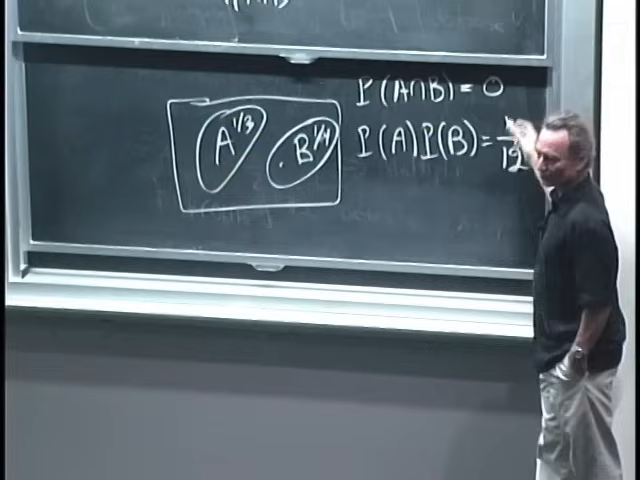 P(A∩B) = 0
A 1/3 B 1/4
P(A)P(B) = 1/12